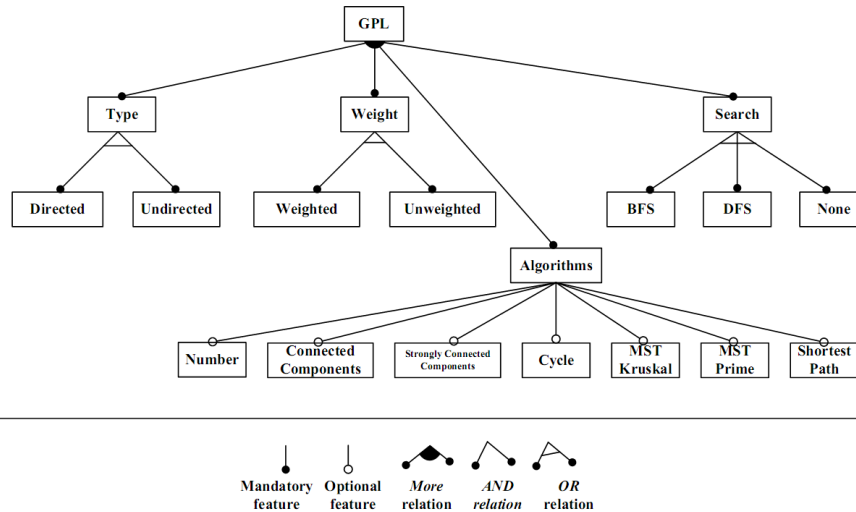 GPL
Type
Weight
Search
Directed
Undirected
Weighted
Unweighted
BFS
DFS
None
Algorithms
Number
Connected
Components
Strongly Connected
Components
Cycle
MST
Kruskal
MST
Prime
Shortest
Path
Mandatory
feature
Optional
feature
More
relation
AND
relation
OR
relation